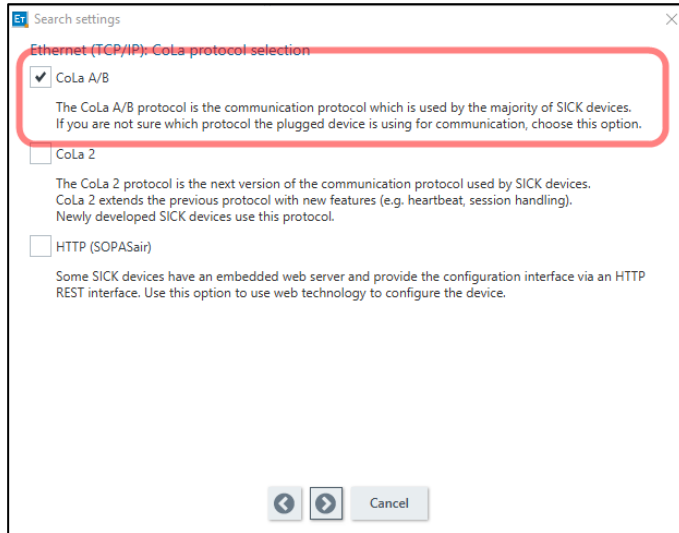 ET Search settings
Ethernet (TCP/IP): CoLa protocol selection
CoLa A/B
The CoLa A/B protocol is the communication protocol which is used by the majority of SICK devices.
If you are not sure which protocol the plugged device is using for communication, choose this option.
CoLa 2
The CoLa 2 protocol is the next version of the communication protocol used by SICK devices.
CoLa 2 extends the previous protocol with new features (e.g. heartbeat, session handling).
Newly developed SICK devices use this protocol.
HTTP (SOPASair)
Some SICK devices have an embedded web server and provide the configuration interface via an HTTP
REST interface. Use this option to use web technology to configure the device.
Cancel